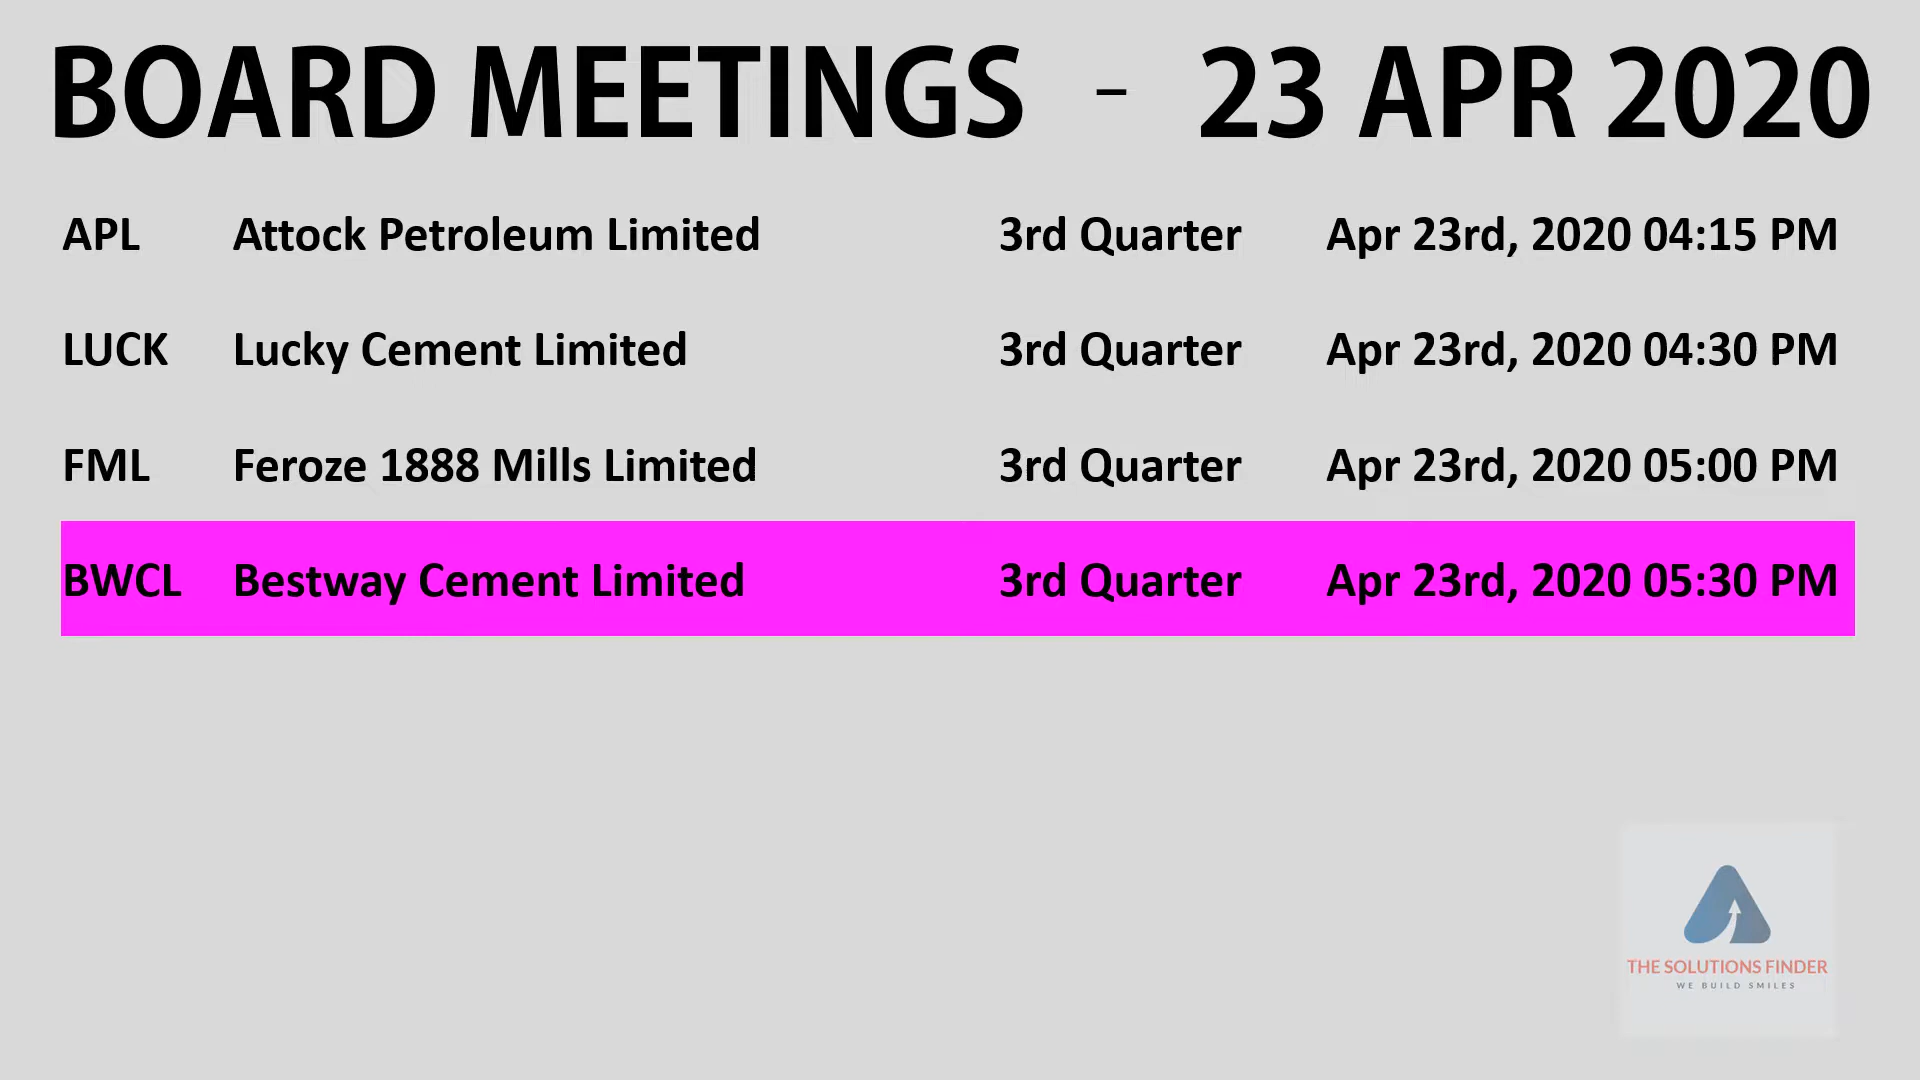 BOARD MEETINGS – 23 APR 2020
APL Attock Petroleum Limited 3rd Quarter Apr 23rd, 2020 04:15 PM
LUCK Lucky Cement Limited 3rd Quarter Apr 23rd, 2020 04:30 PM
FML Feroze 1888 Mills Limited 3rd Quarter Apr 23rd, 2020 05:00 PM
BWCL Bestway Cement Limited 3rd Quarter Apr 23rd, 2020 05:30 PM
THE SOLUTIONS FINDER
WE BUILD SMILES